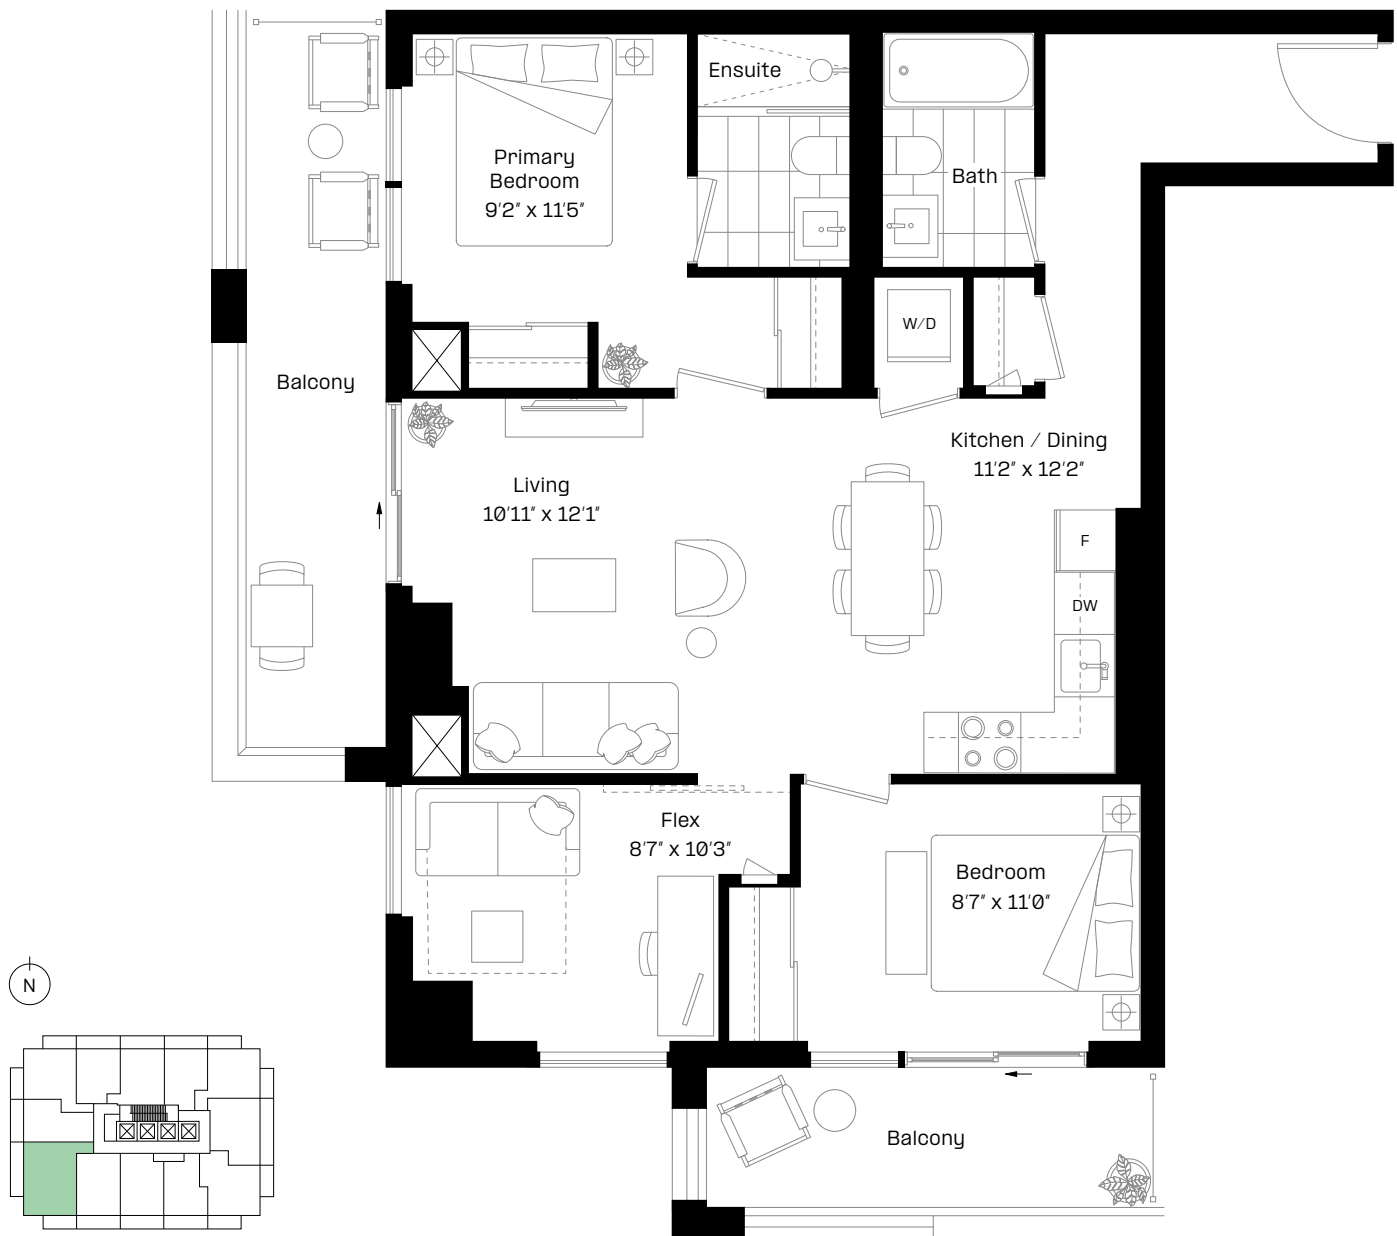 Ensuite
Primary
Bedroom
9'2" x 11'5"
Bath
W/D
Balcony
Kitchen / Dining
11'2" x 12'2"
Living
10'11" x 12'1"
F
DW
Flex
8'7" x 10'3"
Bedroom
8'7" x 11'0"
N
Balcony